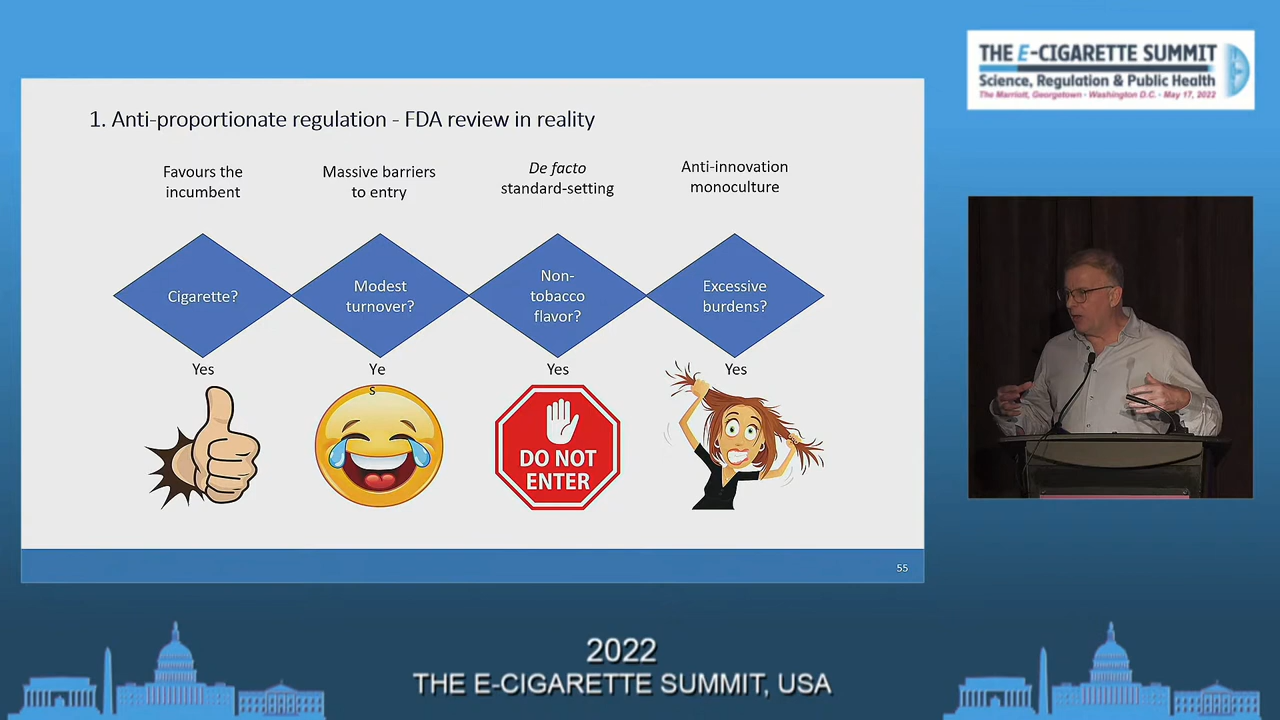 THE E-CIGARETTE SUMMIT
Science, Regulation & Public Health
The Marriott, Georgetown - Washington D.C. - May 17, 2022
1. Anti-proportionate regulation - FDA review in reality
Favours the
incumbent
Massive barriers
to entry
De facto
standard-setting
Anti-innovation
monoculture
Cigarette?
Modest
turnover?
Non-
tobacco
flavor?
Excessive
burdens?
Yes
Ye
s
Yes
Yes
DO NOT
ENTER
55
2022
THE E-CIGARETTE SUMMIT, USA